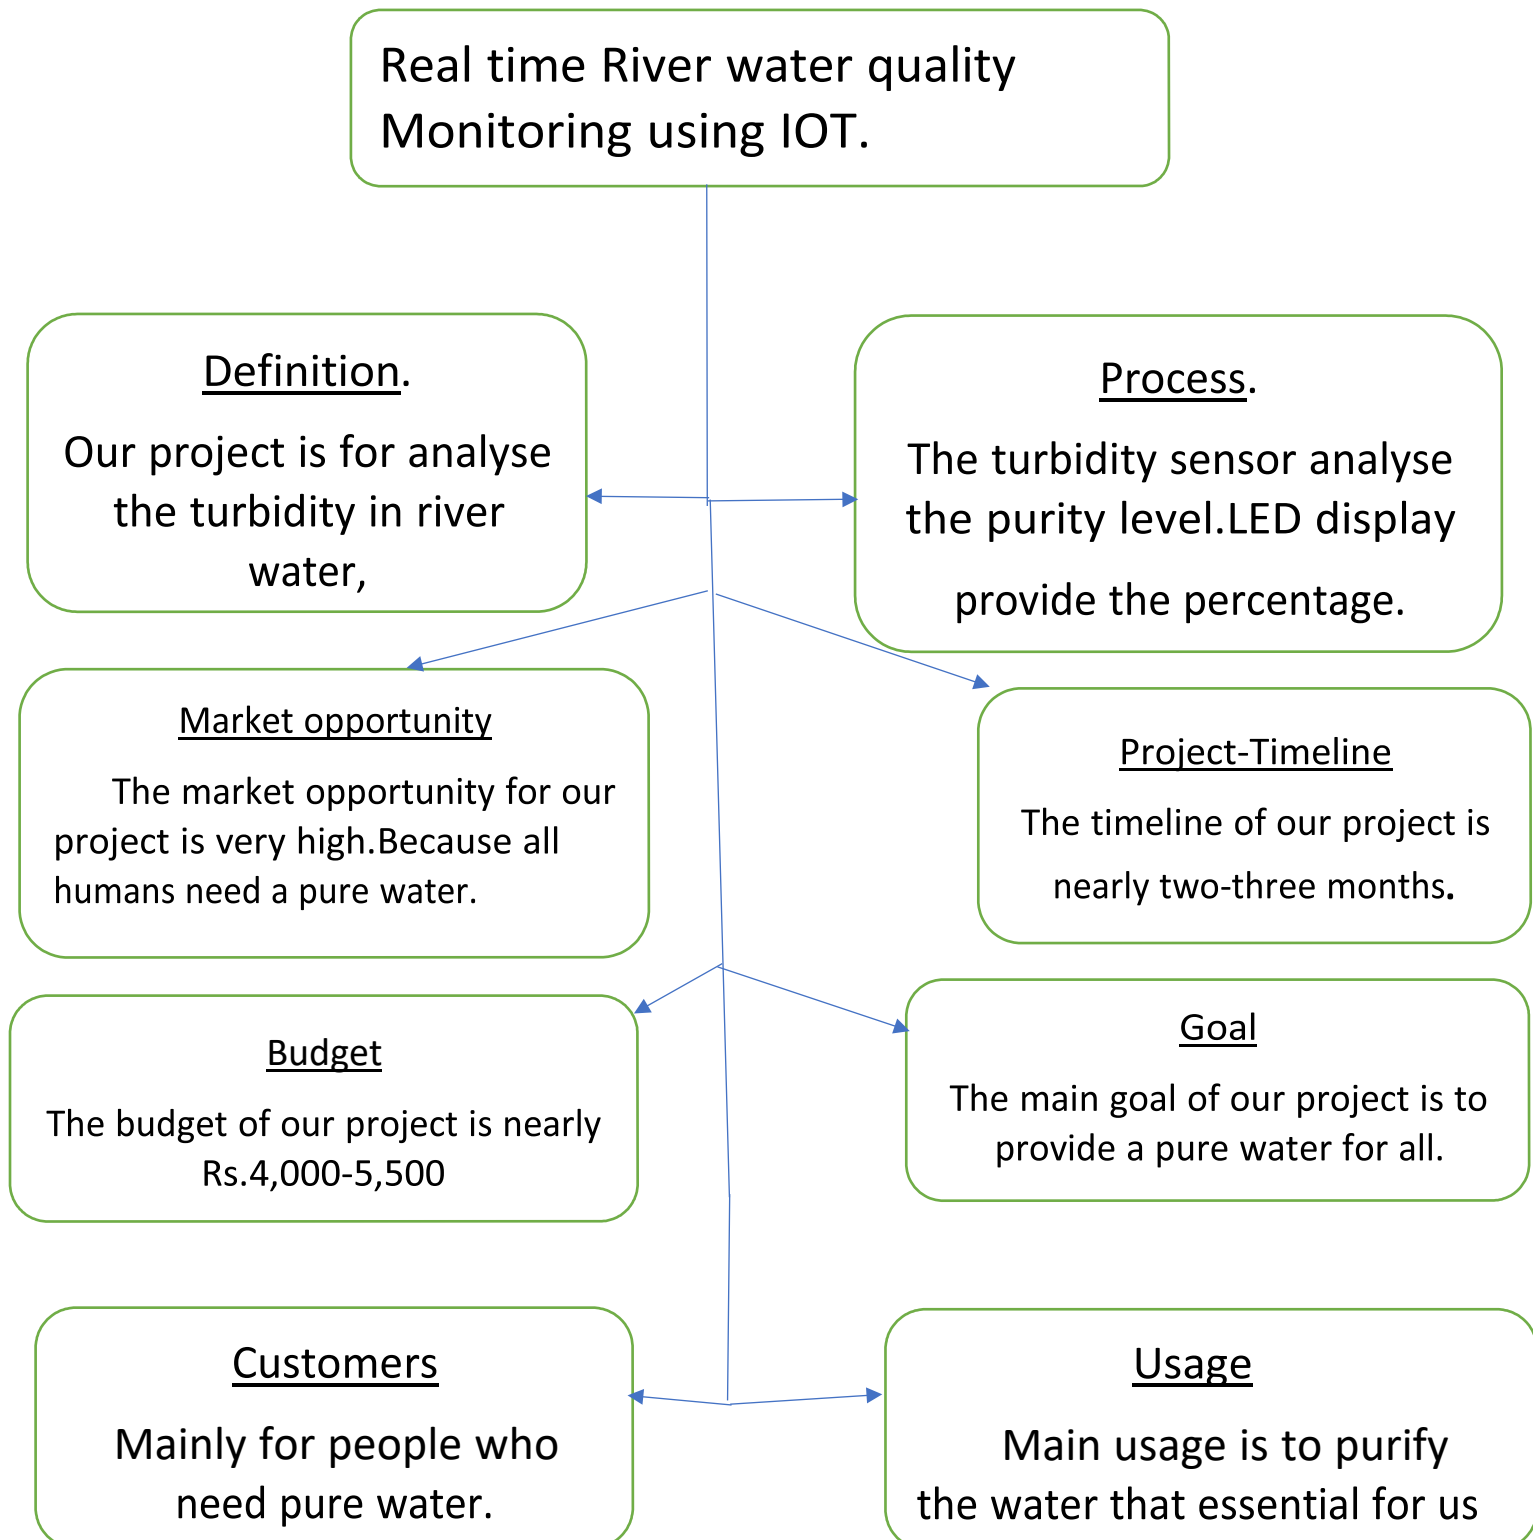 Real time River water quality
Monitoring using IOT.
Definition.
Our project is for analyse
the turbidity in river
water,
Process.
The turbidity sensor analyse
the purity level.LED display
provide the percentage.
Market opportunity
The market opportunity for our
project is very high.Because all
humans need a pure water.
Project-Timeline
The timeline of our project is
nearly two-three months.
Budget
The budget of our project is nearly
Rs.4,000-5,500
Goal
The main goal of our project is to
provide a pure water for all.
Customers
Mainly for people who
need pure water.
Usage
Main usage is to purify
the water that essential for us